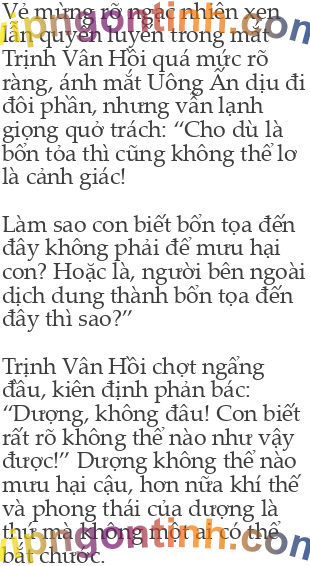 Vẻ mừng rỡ ngạc nhiên xen
lẫn quyến luyến trong mắt
Trịnh Vân Hồi quá mức rõ
ràng, ánh mắt Uông Ấn dịu đi
đôi phần, nhưng vẫn lạnh
giọng quở trách: “Cho dù là
bổn tỏa thì cũng không thể lơ
là cảnh giác!
Làm sao con biết bổn tọa đến
đây không phải để mưu hại
con? Hoặc là, người bên ngoài
dịch dung thành bổn tọa đến
đây thì sao?”
Trịnh Vân Hồi chợt ngẩng
đầu, kiên định phản bác:
“Dượng, không đâu! Con biết
rất rõ không thể nào như vậy
được!” Dượng không thể nào
mưu hại cậu, hơn nữa khí thế
và phong thái của dượng là
thứ mà không một ai có thể
bắt chước.